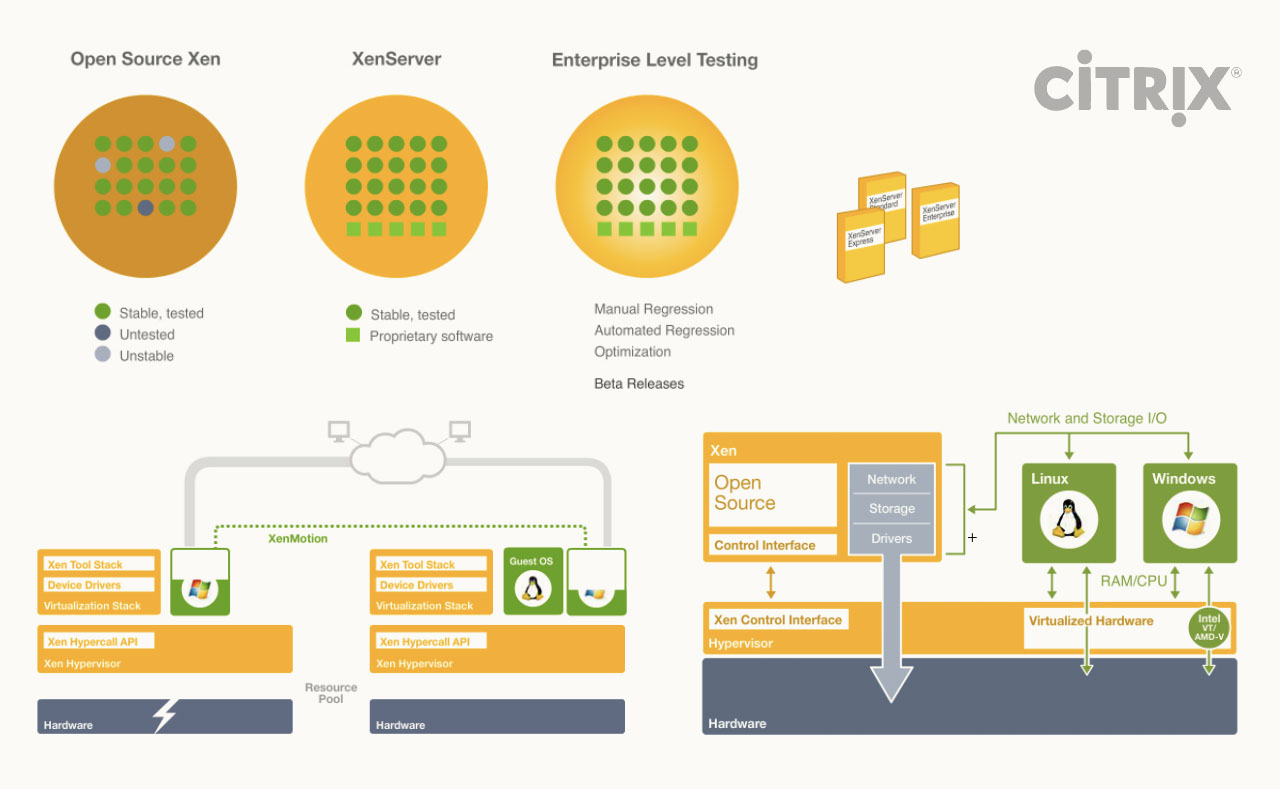 Open Source Xen
XenServer
Enterprise Level Testing
CiTRIX®
Stable, tested
Untested
Unstable
Stable, tested
Proprietary software
Manual Regression
Automated Regression
Optimization
Beta Releases
XenServer
Standard
XenServer
Enterprise
XenServer
Express
XenMotion
Xen Tool Stack
Device Drivers
Virtualization Stack
Xen Hypercall API
Xen Hypervisor
Hardware
Resource
Pool
Xen Tool Stack
Device Drivers
Virtualization Stack
Guest OS
Xen Hypercall API
Xen Hypervisor
Hardware
Network and Storage I/O
Xen
Open
Source
Control Interface
Network
Storage
Drivers
+
Linux
Windows
RAM/CPU
Xen Control Interface
Hypervisor
Virtualized Hardware
Intel
VT/
AMD-V
Hardware